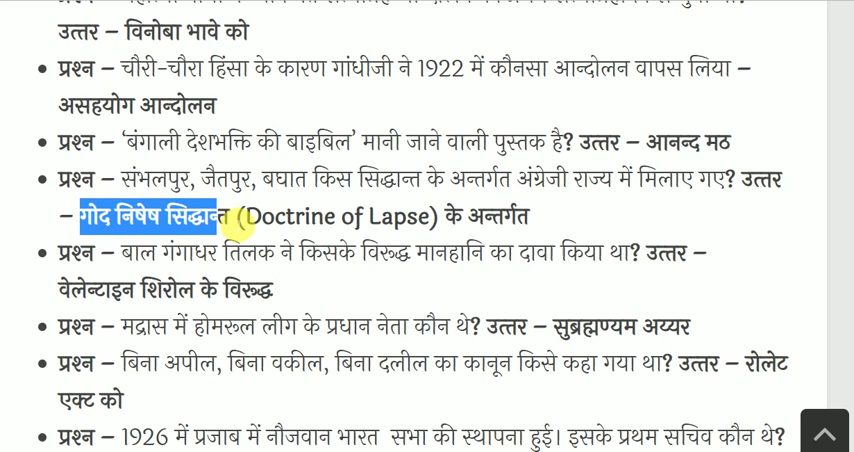 उत्तर – विनोबा भावे को
प्रश्न – चौरी-चौरा हिंसा के कारण गांधीजी ने 1922 में कौनसा आन्दोलन वापस लिया –
असहयोग आन्दोलन
प्रश्न – ‘बंगाली देशभक्ति की बाइबिल’ मानी जाने वाली पुस्तक है? उत्तर – आनन्द मठ
प्रश्न – संभलपुर, जैतपुर, बघात किस सिद्धान्त के अन्तर्गत अंग्रेजी राज्य में मिलाए गए? उत्तर
– गोद निषेष सिद्धान्त (Doctrine of Lapse) के अन्तर्गत
प्रश्न – बाल गंगाधर तिलक ने किसके विरूद्ध मानहानि का दावा किया था? उत्तर –
वेलेन्टाइन शिरोल के विरूद्ध
प्रश्न – मद्रास में होमरूल लीग के प्रधान नेता कौन थे? उत्तर – सुब्रह्मण्यम अय्यर
प्रश्न – बिना अपील, बिना वकील, बिना दलील का कानून किसे कहा गया था? उत्तर – रोलेट
एक्ट को
प्रश्न – 1926 में प्रजाब में नौजवान भारत सभा की स्थापना हुई। इसके प्रथम सचिव कौन थे?